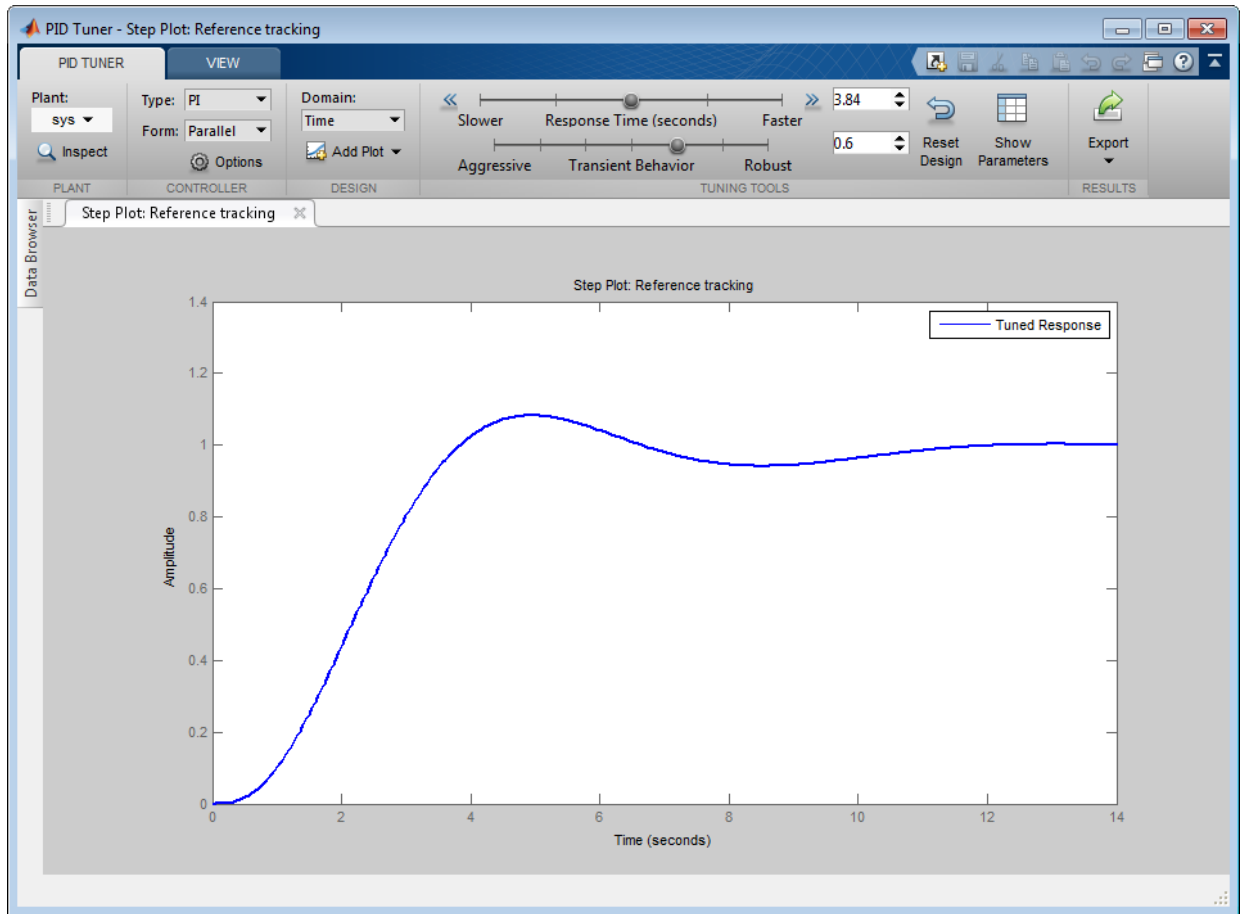 PID Tuner - Step Plot: Reference tracking
PID TUNER VIEW
Plant:
sys
Inspect
PLANT
Type: PI
Form: Parallel
Options
CONTROLLER
Domain:
Time
Add Plot
DESIGN
Slower Response Time (seconds) Faster
3.84
Aggressive Transient Behavior Robust
0.6
Reset
Design
Show
Parameters
TUNING TOOLS
Export
RESULTS
Data Browser
Step Plot: Reference tracking
Step Plot: Reference tracking
Tuned Response
1.4
1.2
1
0.8
0.6
0.4
0.2
0
Amplitude
0 2 4 6 8 10 12 14
Time (seconds)